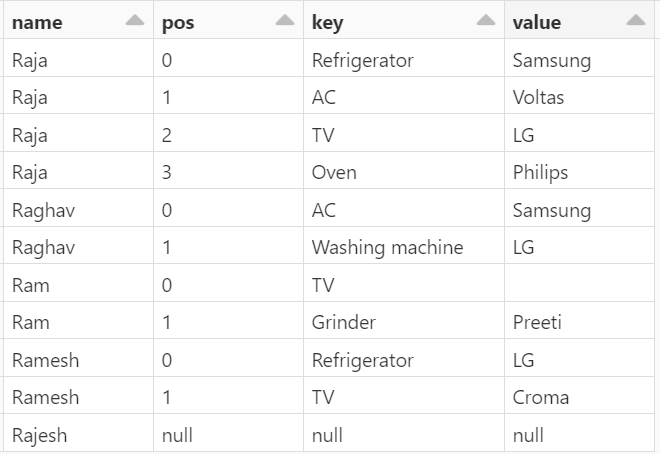 name pos key value
Raja 0 Refrigerator Samsung
Raja 1 AC Voltas
Raja 2 TV LG
Raja 3 Oven Philips
Raghav 0 AC Samsung
Raghav 1 Washing machine LG
Ram 0 TV
Ram 1 Grinder Preeti
Ramesh 0 Refrigerator LG
Ramesh 1 TV Croma
Rajesh null null null